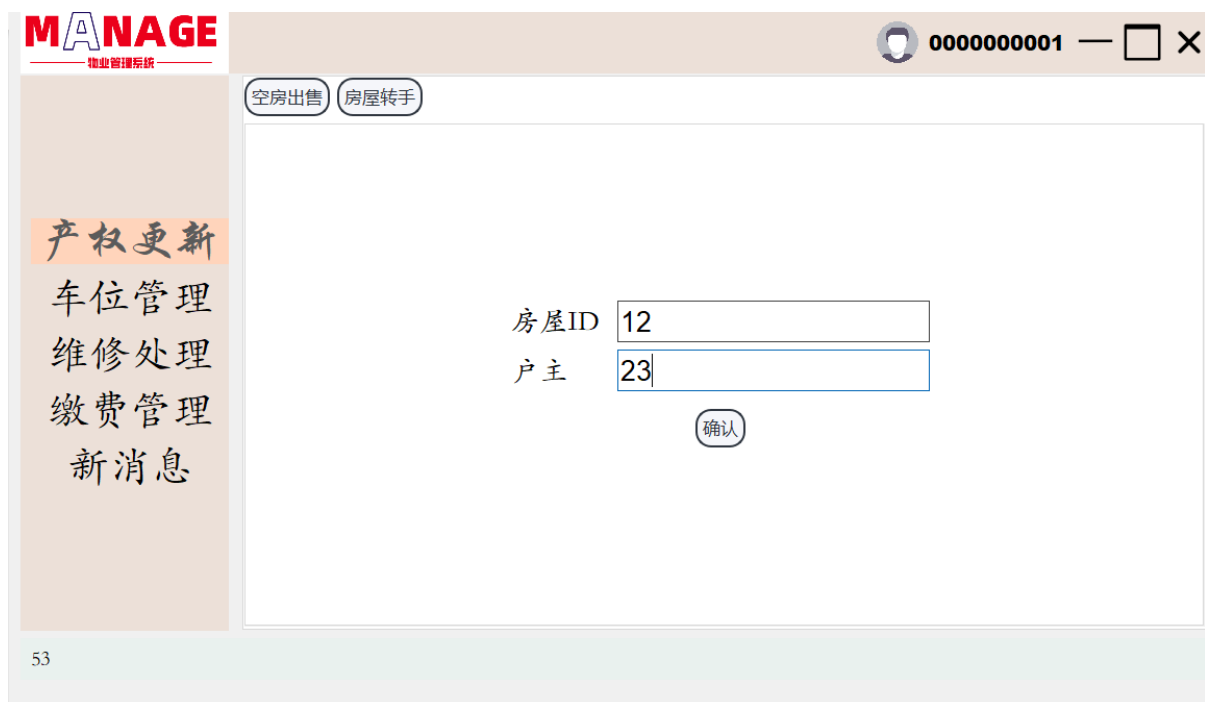 MANAGE
物业管理系统
0000000001
空房出售 房屋转手
产权更新
车位管理
维修处理
缴费管理
新消息
房屋ID 12
户主 23
确认
53